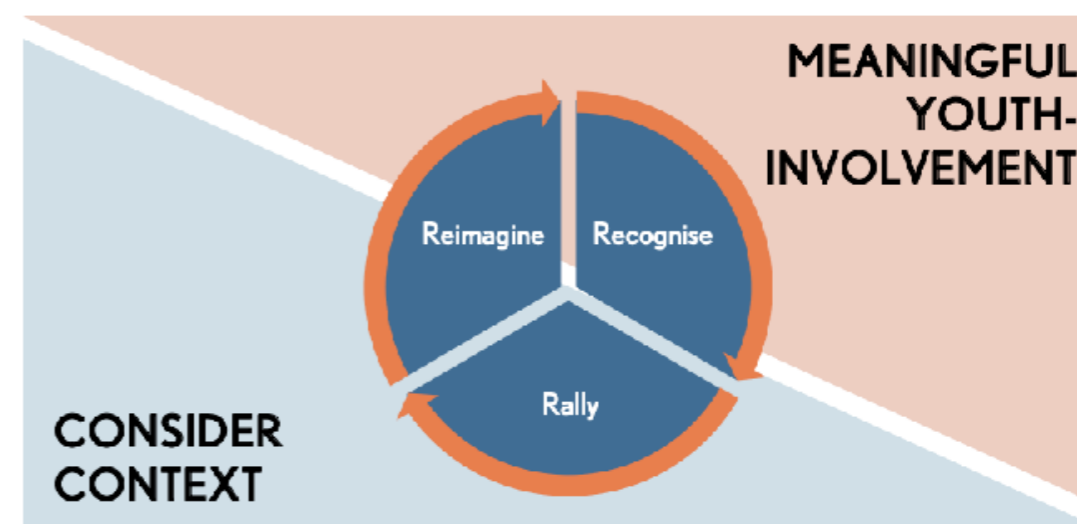 MEANINGFUL
YOUTH-
INVOLVEMENT
Reimagine
Recognise
Rally
CONSIDER
CONTEXT